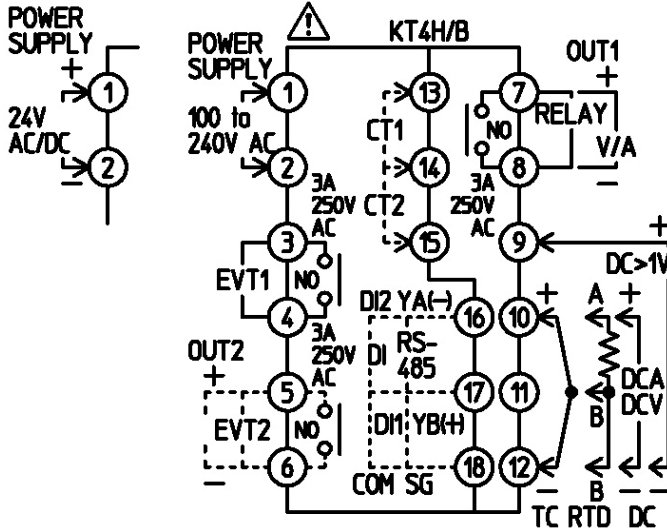 POWER
SUPPLY
+
1
24V
AC/DC
2
−
KT4H/B
POWER
SUPPLY
1
100 to
240V AC
2
3A
250V
AC
3
EVT1
NO
4
3A
250V
AC
OUT2
+
5
EVT2
NO
6
−
13
CT1
14
CT2
15
DI2 YA(−)
16
DI
RS-
485
17
DI1 YB(+)
18
COM SG
OUT1
+
7
NO
RELAY
V/A
8
−
3A
250V
AC
9
+
DC>1V
10
+
A
+
11
B
DCA
DCV
12
−
B
−
−
TC RTD DC